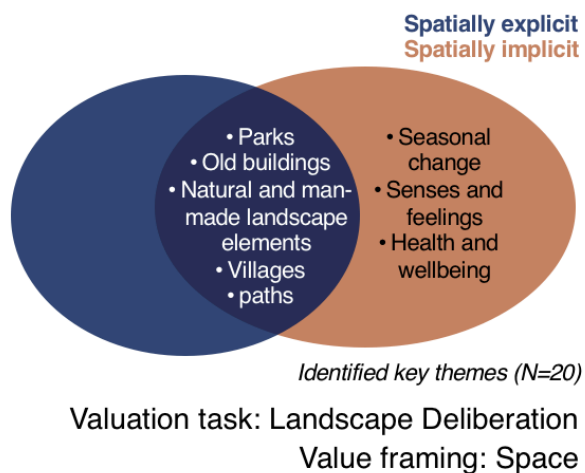 Spatially explicit
Spatially implicit
• Parks
• Old buildings
• Natural and man-
made landscape
elements
• Villages
• paths
• Seasonal
change
• Senses and
feelings
• Health and
wellbeing
Identified key themes (N=20)
Valuation task: Landscape Deliberation
Value framing: Space